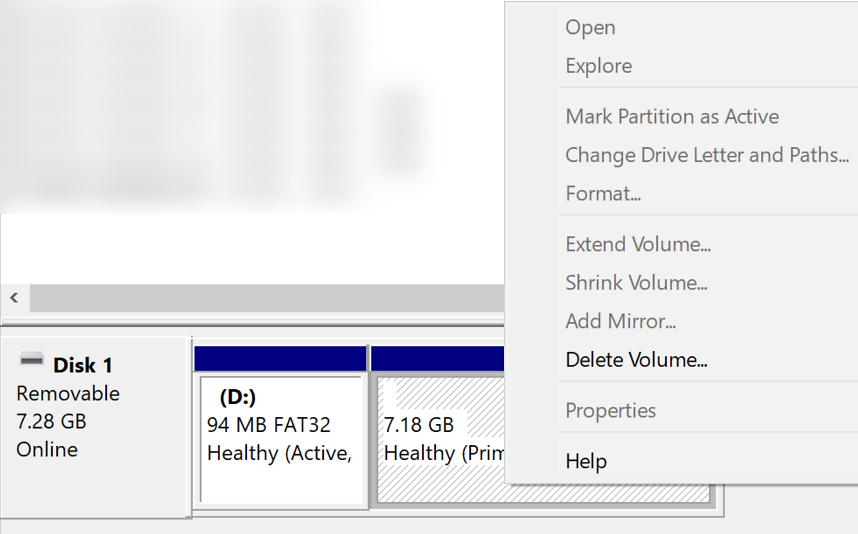 Open
Explore
Mark Partition as Active
Change Drive Letter and Paths...
Format...
Extend Volume...
Shrink Volume...
Add Mirror...
Delete Volume...
Properties
Help
Disk 1
Removable
7.28 GB
Online
(D:)
94 MB FAT32
Healthy (Active,
7.18 GB
Healthy (Prim